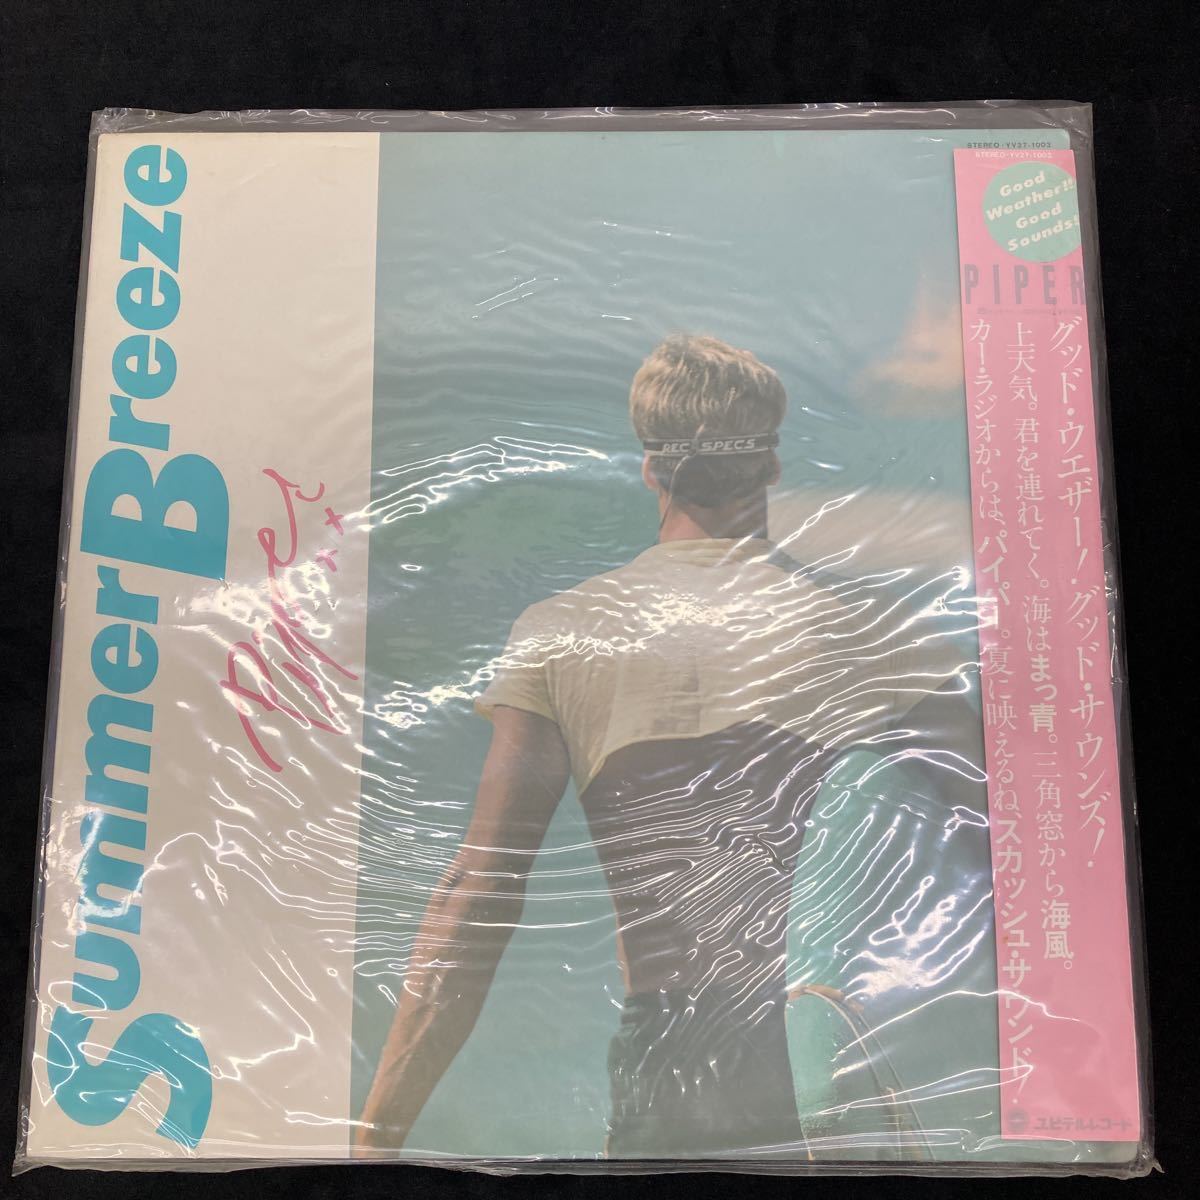 Summer Breeze
Piper
REC SPECS
STEREO・YV27-1003
STEREO・YV27-1003
Good
Weather!!
Good
Sounds!
PIPER
グッド・ウエザー!グッド・サウンズ!
上天気。君を連れてく。海はまっ青。三角窓から海風。
カー・ラジオからは、パイパー。夏に映えるね、スカッシュ・サウンド!
ユピテルレコード